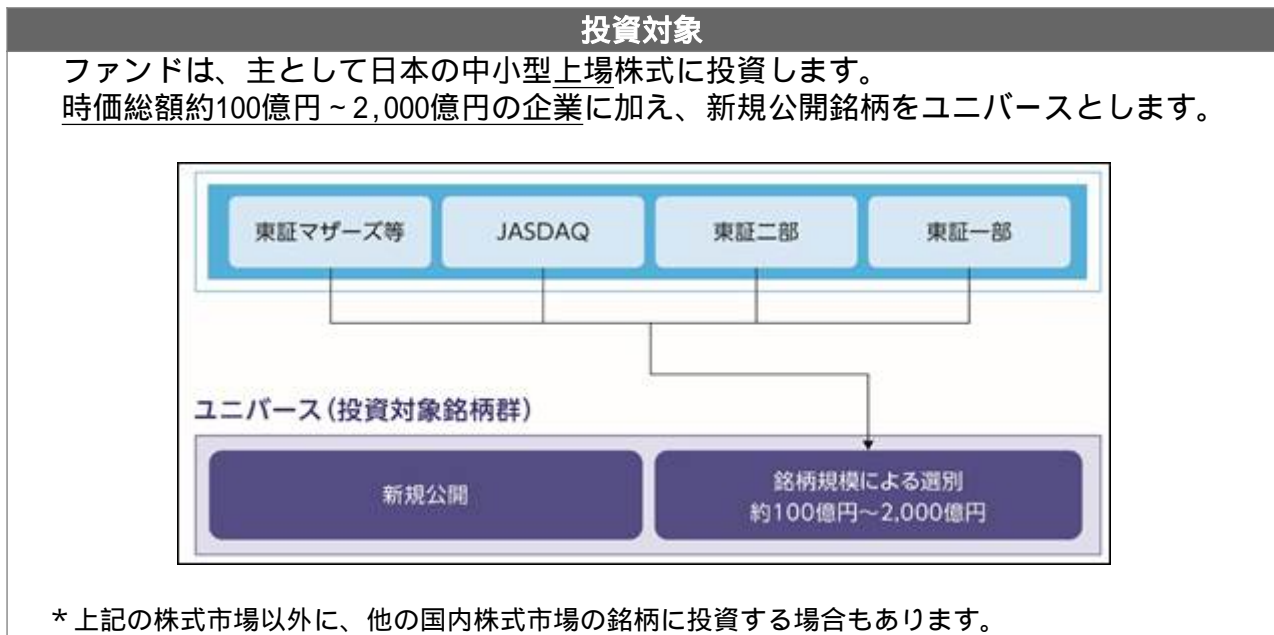 投資対象
ファンドは、主として日本の中小型上場株式に投資します。
時価総額約100億円~2,000億円の企業に加え、新規公開銘柄をユニバースとします。
東証マザーズ等
JASDAQ
東証二部
東証一部
ユニバース(投資対象銘柄群)
新規公開
銘柄規模による選別
約100億円~2,000億円
*上記の株式市場以外に、他の国内株式市場の銘柄に投資する場合もあります。